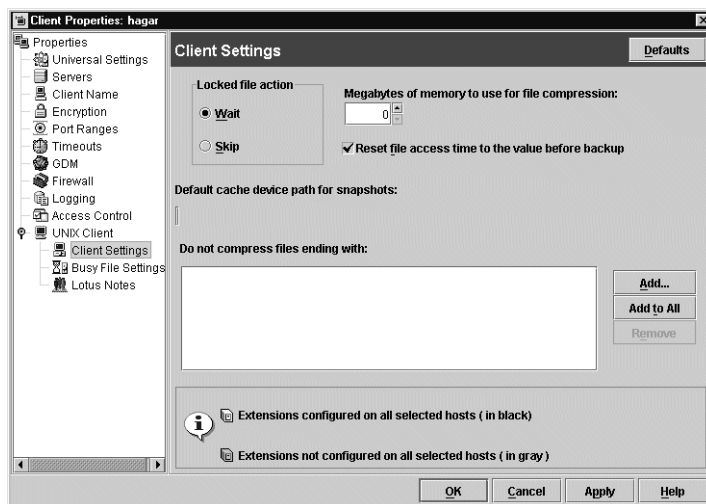 Client Properties: hagar
Properties
Universal Settings
Servers
Client Name
Encryption
Port Ranges
Timeouts
GDM
Firewall
Logging
Access Control
UNIX Client
Client Settings
Busy File Settings
Lotus Notes
Client Settings
Defaults
Locked file action
Wait
Skip
Megabytes of memory to use for file compression:
0
Reset file access time to the value before backup
Default cache device path for snapshots:
Do not compress files ending with:
Add...
Add to All
Remove
Extensions configured on all selected hosts ( in black)
Extensions not configured on all selected hosts ( in gray )
OK
Cancel
Apply
Help